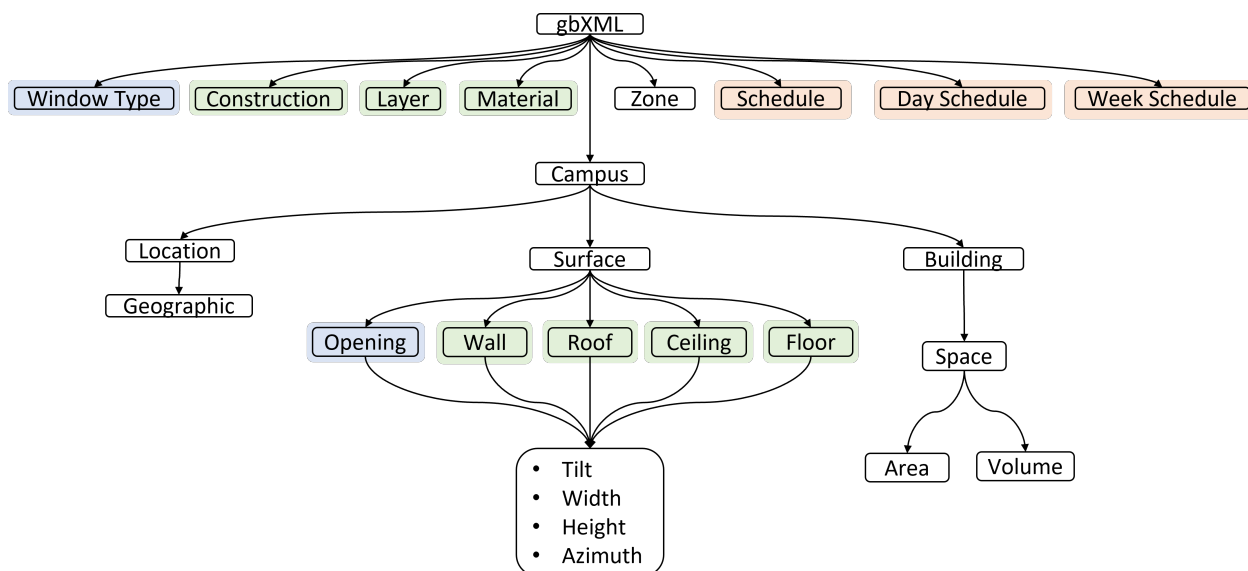 gbXML
Window Type
Construction
Layer
Material
Zone
Schedule
Day Schedule
Week Schedule
Campus
Location
Surface
Building
Geographic
Opening
Wall
Roof
Ceiling
Floor
Space
Area
Volume
• Tilt
• Width
• Height
• Azimuth